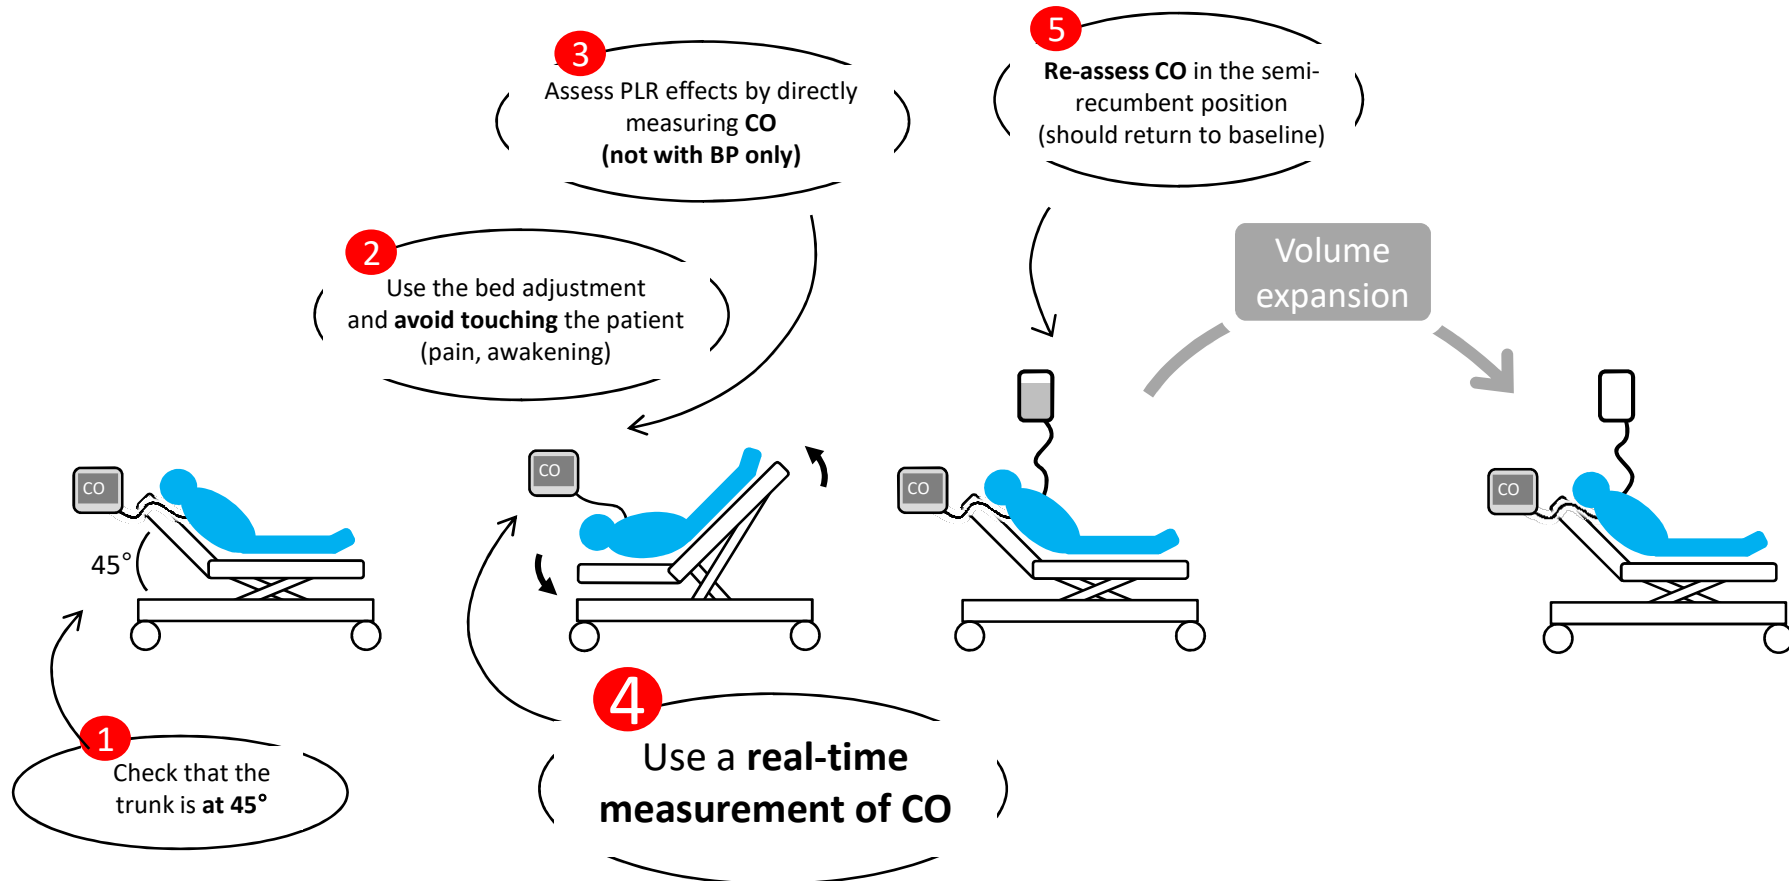 3
Assess PLR effects by directly
measuring CO
(not with BP only)
5
Re-assess CO in the semi-
recumbent position
(should return to baseline)
2
Use the bed adjustment
and avoid touching the patient
(pain, awakening)
Volume
expansion
CO
45°
CO
CO
CO
1
Check that the
trunk is at 45°
4
Use a real-time
measurement of CO